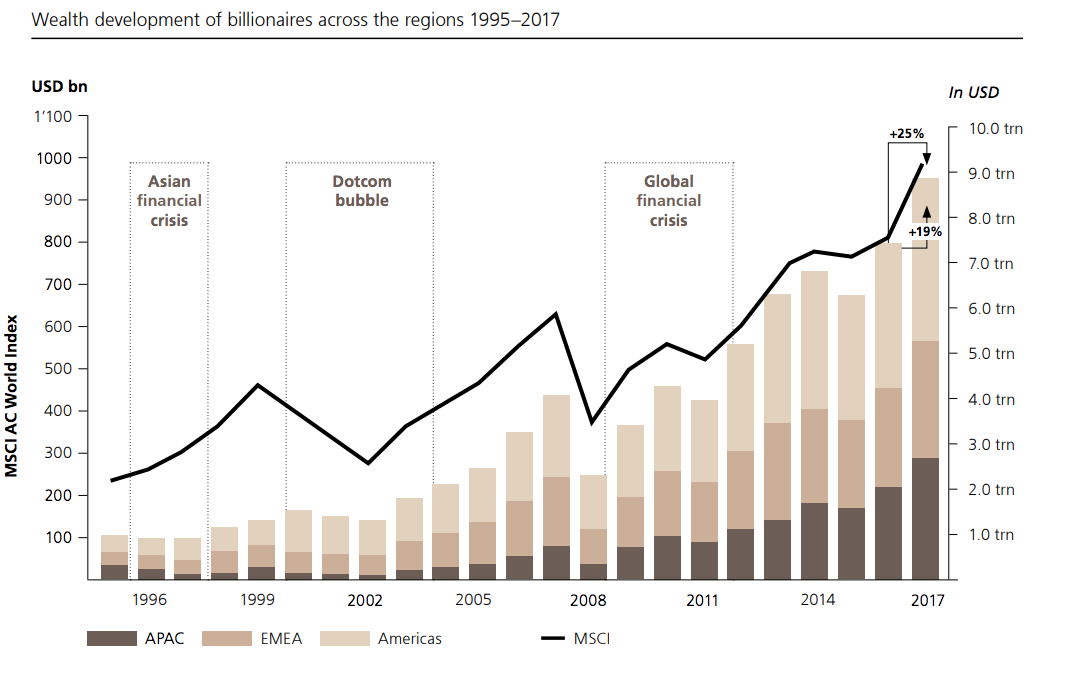 Wealth development of billionaires across the regions 1995–2017
USD bn
In USD
1'100
1000
900
800
700
600
500
400
300
200
100
MSCI AC World Index
10.0 trn
9.0 trn
8.0 trn
7.0 trn
6.0 trn
5.0 trn
4.0 trn
3.0 trn
2.0 trn
1.0 trn
Asian
financial
crisis
Dotcom
bubble
Global
financial
crisis
+25%
+19%
1996
1999
2002
2005
2008
2011
2014
2017
APAC
EMEA
Americas
MSCI